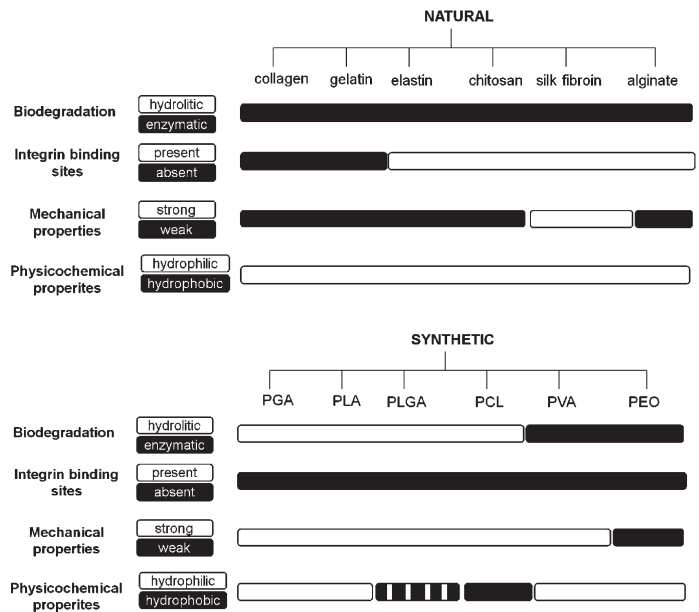 NATURAL
collagen gelatin elastin chitosan silk fibroin alginate
Biodegradation
hydrolitic
enzymatic
Integrin binding
sites
present
absent
Mechanical
properties
strong
weak
Physicochemical
properites
hydrophilic
hydrophobic
SYNTHETIC
PGA PLA PLGA PCL PVA PEO
Biodegradation
hydrolitic
enzymatic
Integrin binding
sites
present
absent
Mechanical
properties
strong
weak
Physicochemical
properites
hydrophilic
hydrophobic